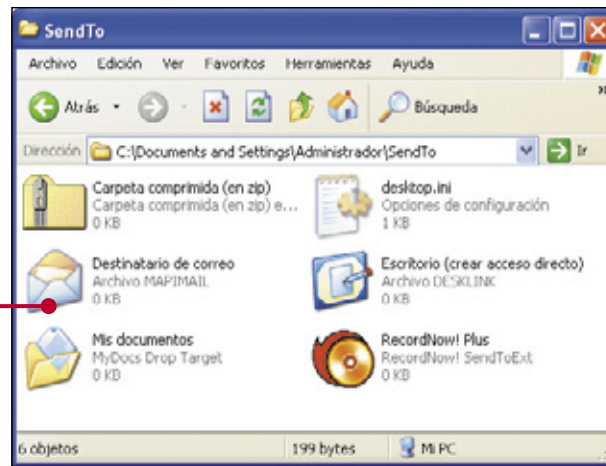 SendTo
Archivo Edición Ver Favoritos Herramientas Ayuda
Atrás Búsqueda
Dirección C:\Documents and Settings\Administrador\SendTo Ir
Carpeta comprimida (en zip)
Carpeta comprimida (en zip) e...
0 KB
desktop.ini
Opciones de configuración
1 KB
Destinatario de correo
Archivo MAPIMAIL
0 KB
Escritorio (crear acceso directo)
Archivo DESKLINK
0 KB
Mis documentos
MyDocs Drop Target
0 KB
RecordNow! Plus
RecordNow! SendToExt
0 KB
6 objetos 199 bytes Mi PC